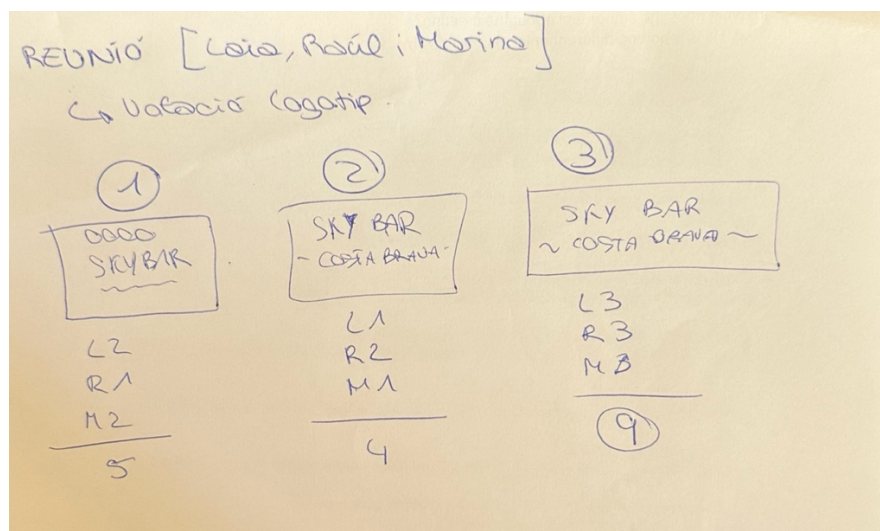 REUNIÓ [Laia, Raúl i Marina]
↳ Votació Logotip.
1
OOOO
SKYBAR
L2
R1
M2
5
2
SKY BAR
- COSTA BRAVA -
L1
R2
M1
4
3
SKY BAR
~ COSTA BRAVA ~
L3
R3
M3
9